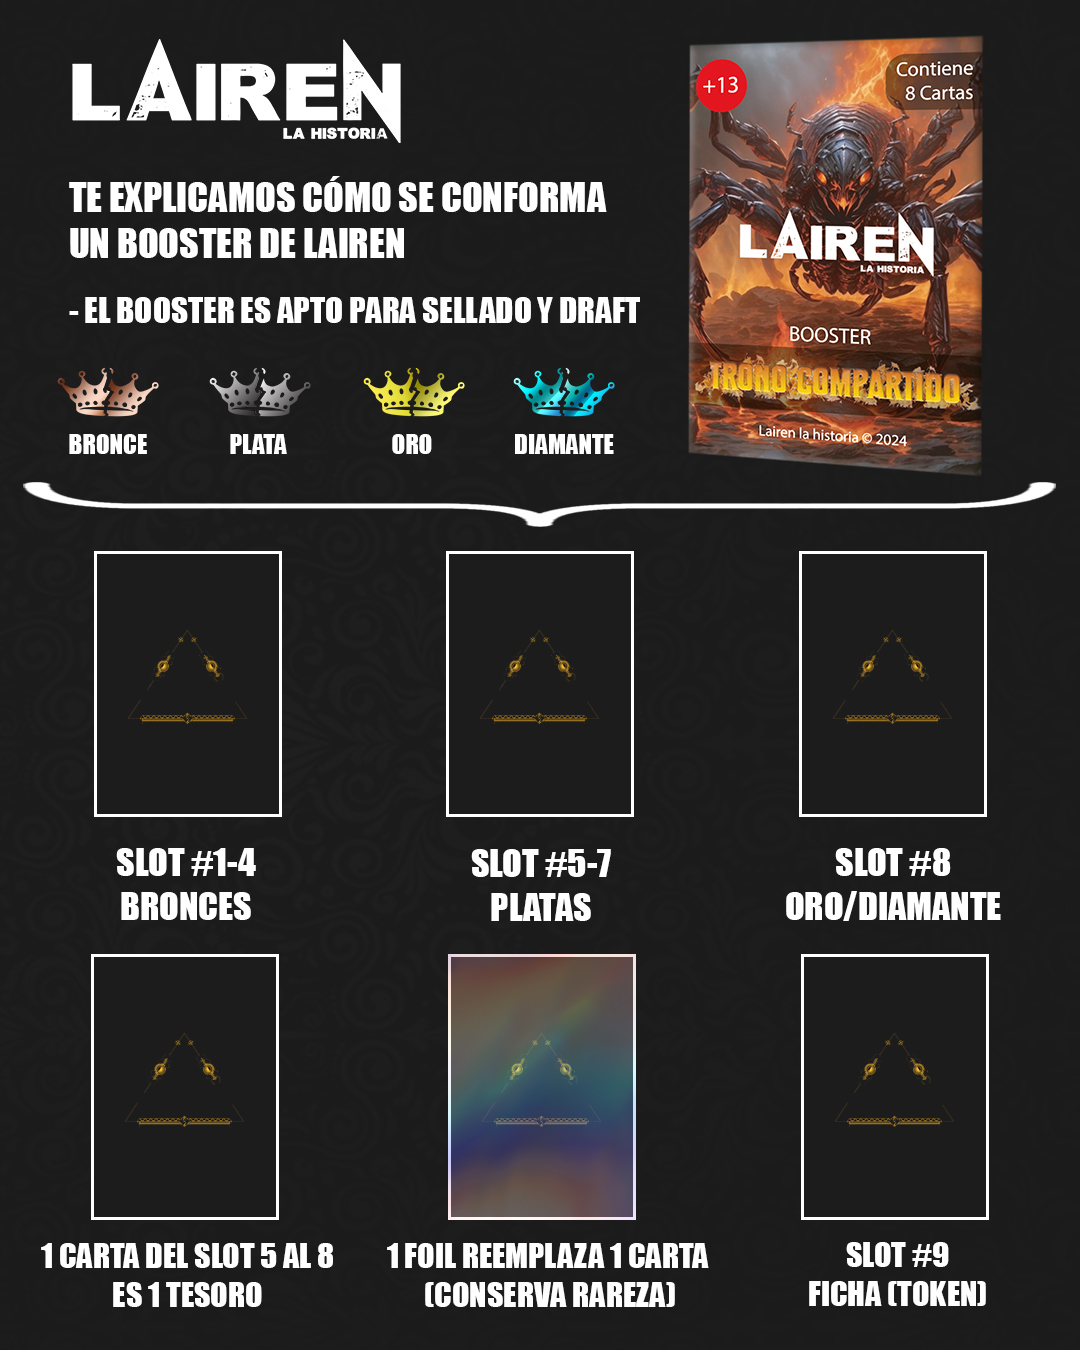 LAIREN
LA HISTORIA
TE EXPLICAMOS CÓMO SE CONFORMA
UN BOOSTER DE LAIREN
- EL BOOSTER ES APTO PARA SELLADO Y DRAFT
BRONCE
PLATA
ORO
DIAMANTE
+13
Contiene
8 Cartas
LAIREN
LA HISTORIA
BOOSTER
TRONO COMPARTIDO
Lairen la historia © 2024
SLOT #1-4
BRONCES
SLOT #5-7
PLATAS
SLOT #8
ORO/DIAMANTE
1 CARTA DEL SLOT 5 AL 8
ES 1 TESORO
1 FOIL REEMPLAZA 1 CARTA
(CONSERVA RAREZA)
SLOT #9
FICHA (TOKEN)